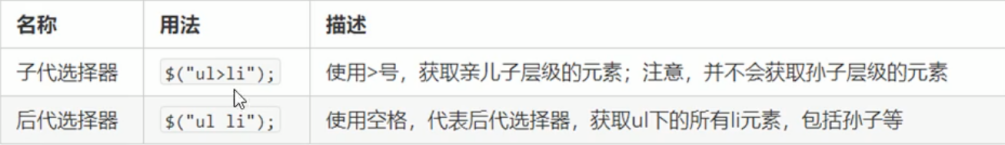 名称 用法 描述
子代选择器 $("ul>li"); 使用>号，获取亲儿子层级的元素；注意，并不会获取孙子层级的元素
后代选择器 $("ul li"); 使用空格，代表后代选择器，获取ul下的所有li元素，包括孙子等